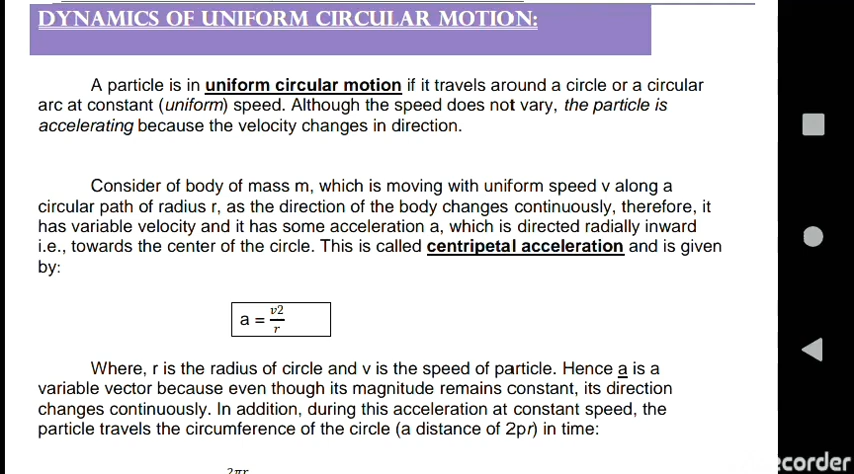 DYNAMICS OF UNIFORM CIRCULAR MOTION:
A particle is in uniform circular motion if it travels around a circle or a circular
arc at constant (uniform) speed. Although the speed does not vary, the particle is
accelerating because the velocity changes in direction.
Consider of body of mass m, which is moving with uniform speed v along a
circular path of radius r, as the direction of the body changes continuously, therefore, it
has variable velocity and it has some acceleration a, which is directed radially inward
i.e., towards the center of the circle. This is called centripetal acceleration and is given
by:
a = v2/r
Where, r is the radius of circle and v is the speed of particle. Hence a is a
variable vector because even though its magnitude remains constant, its direction
changes continuously. In addition, during this acceleration at constant speed, the
particle travels the circumference of the circle (a distance of 2pr) in time:
2πr
ecorder